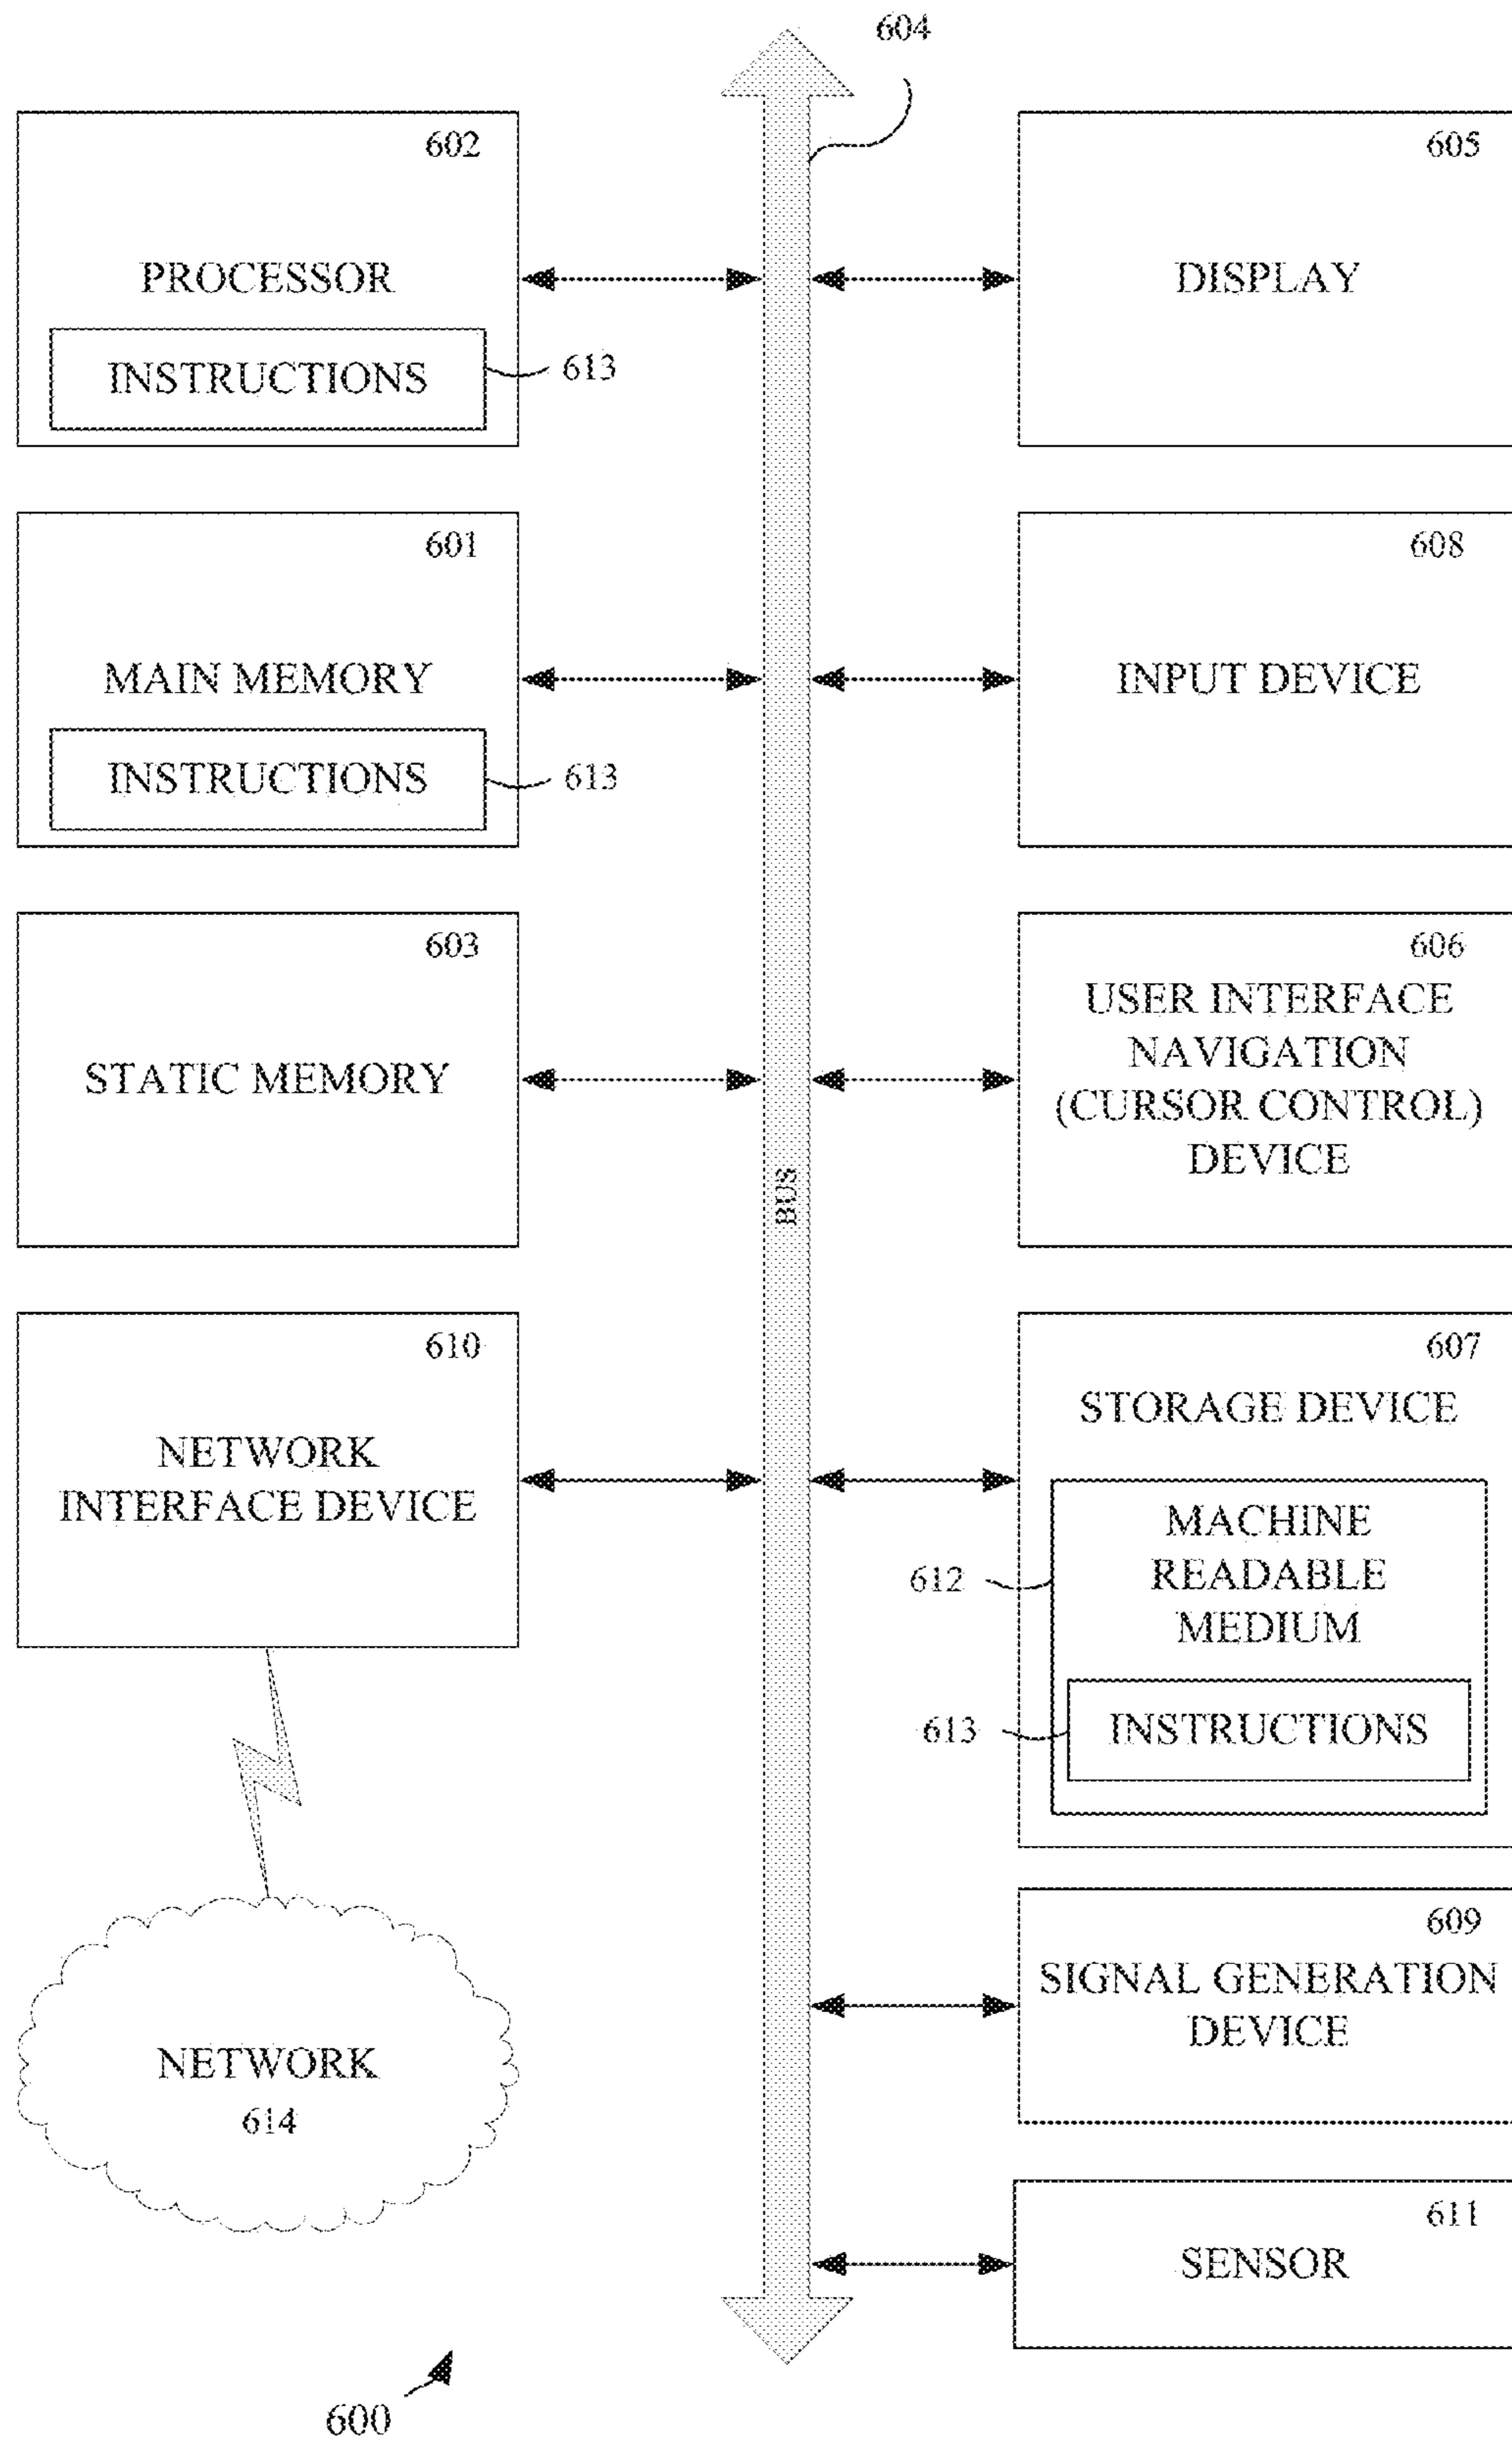 604
602
PROCESSOR
INSTRUCTIONS
613
605
DISPLAY
601
MAIN MEMORY
INSTRUCTIONS
613
608
INPUT DEVICE
603
STATIC MEMORY
606
USER INTERFACE
NAVIGATION
(CURSOR CONTROL)
DEVICE
BUS
610
NETWORK
INTERFACE DEVICE
607
STORAGE DEVICE
612
MACHINE
READABLE
MEDIUM
613
INSTRUCTIONS
609
SIGNAL GENERATION
DEVICE
NETWORK
614
611
SENSOR
600